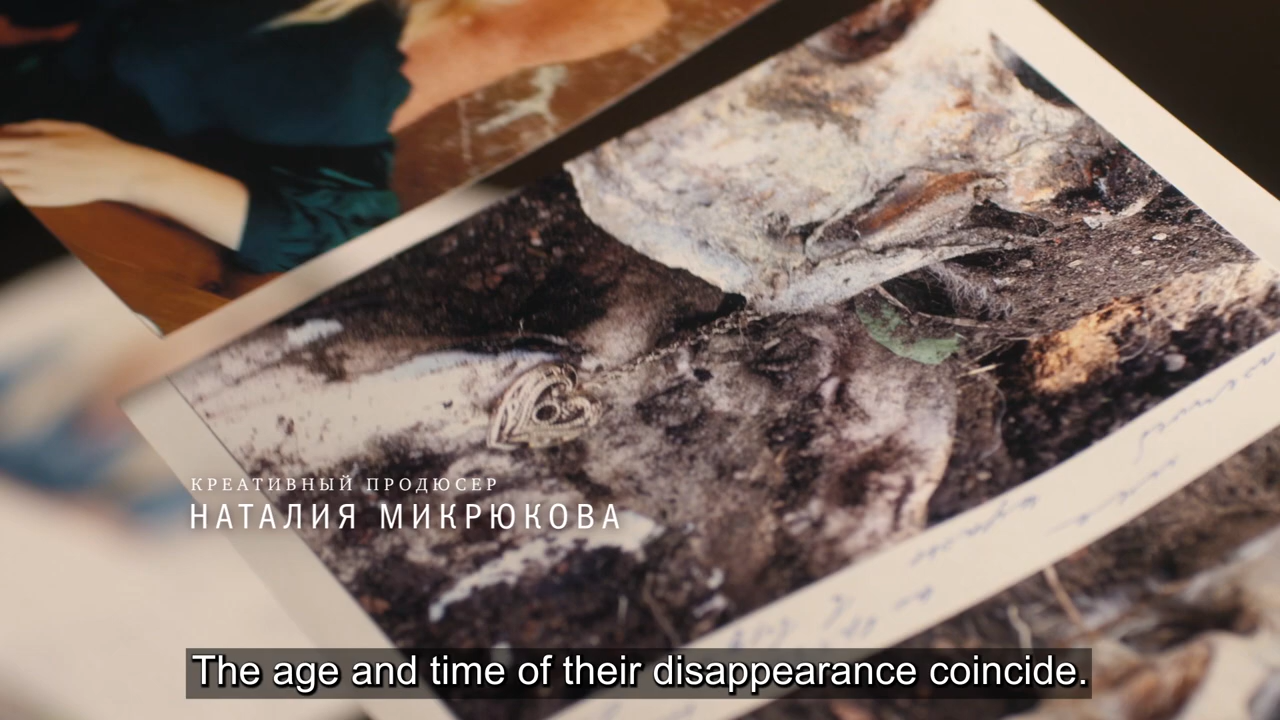 КРЕАТИВНЫЙ ПРОДЮСЕР
НАТАЛИЯ МИКРЮКОВА
The age and time of their disappearance coincide.